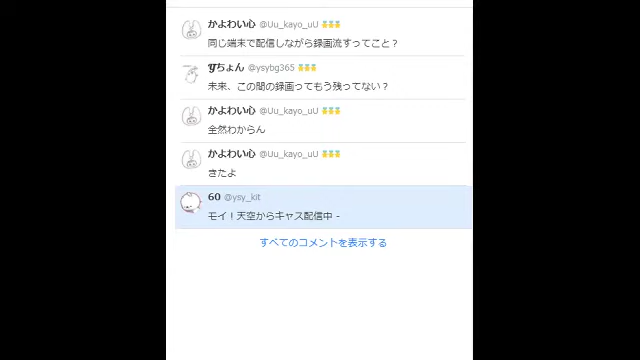 かよわい心 @Uu_kayo_uU
同じ端末で配信しながら録画流すってこと？
yちょん @ysybg365
未来、この間の録画ってもう残ってない？
かよわい心 @Uu_kayo_uU
全然わからん
かよわい心 @Uu_kayo_uU
きたよ
60 @ysy_kit
モイ！天空からキャス配信中 -
すべてのコメントを表示する